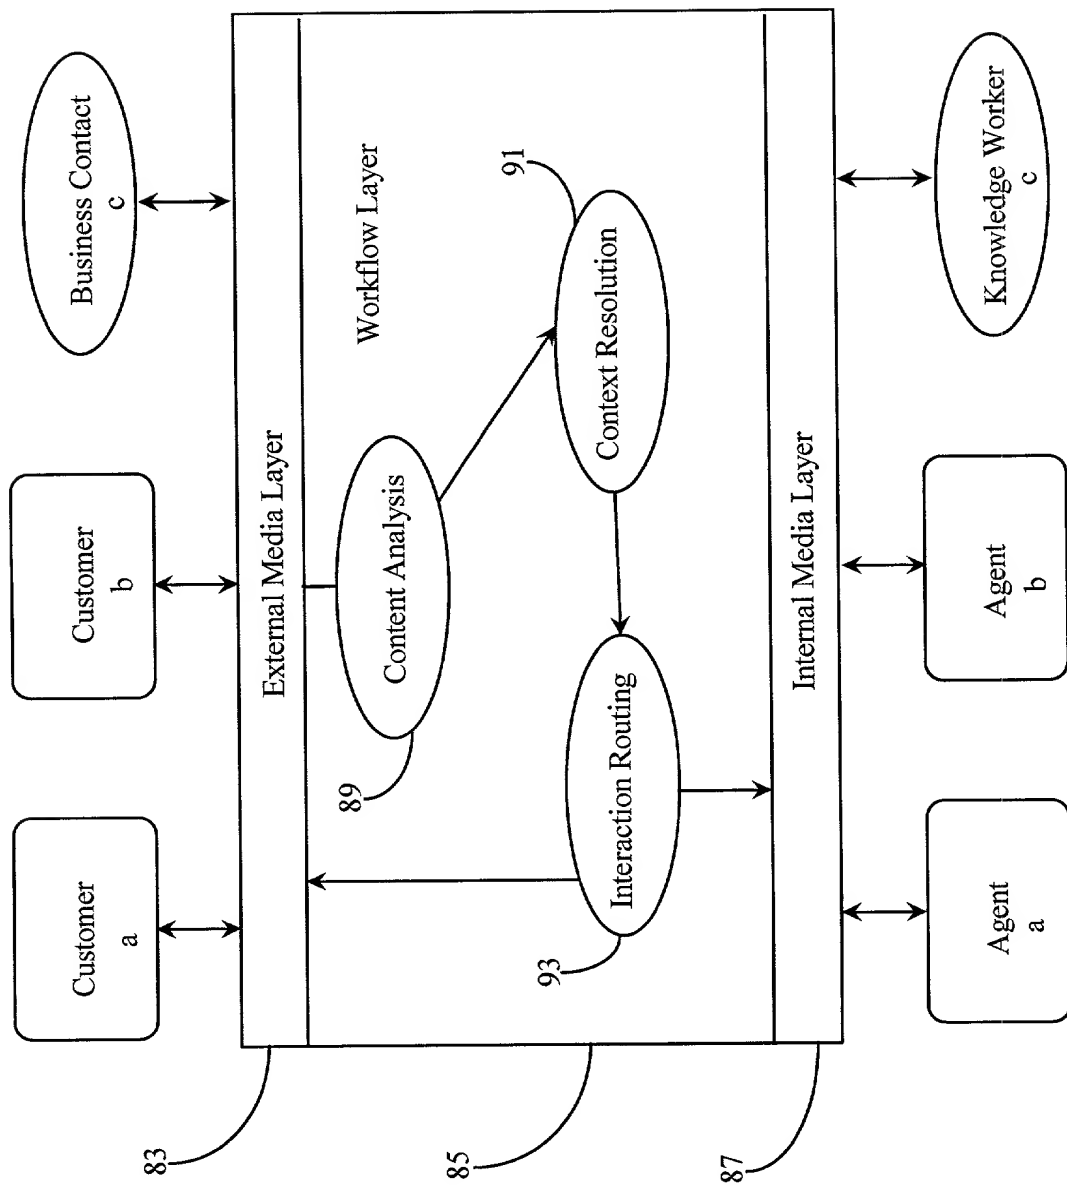 Customer
a
Customer
b
Business Contact
c
83
External Media Layer
Workflow Layer
89
Content Analysis
91
Context Resolution
85
93
Interaction Routing
87
Internal Media Layer
Agent
a
Agent
b
Knowledge Worker
c